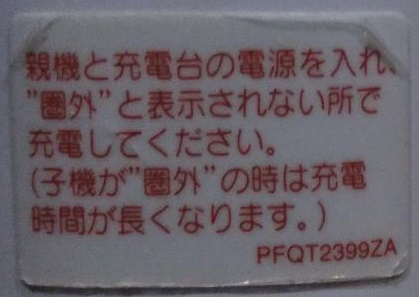 親機と充電台の電源を入れ、
"圏外"と表示されない所で
充電してください。
(子機が"圏外"の時は充電
時間が長くなります。)
PFQT2399ZA